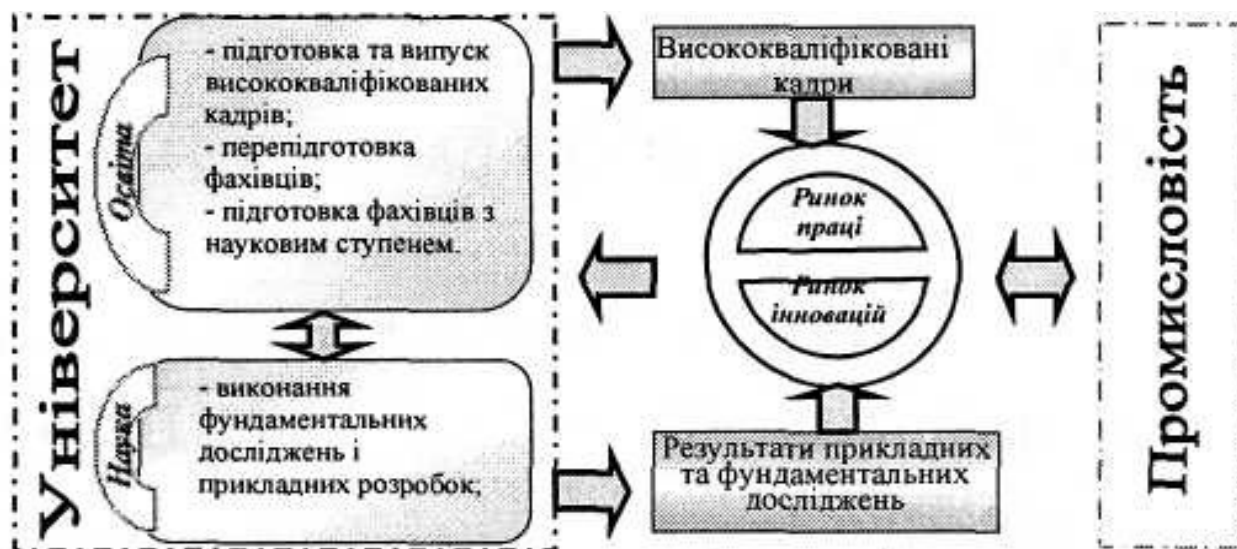 Університет
Освіта
- підготовка та випуск
висококваліфікованих
кадрів;
- перепідготовка
фахівців;
- підготовка фахівців з
науковим ступенем.
Наука
- виконання
фундаментальних
досліджень і
прикладних розробок;
Висококваліфіковані
кадри
Ринок
праці
Ринок
інновацій
Результати прикладних
та фундаментальних
досліджень
Промисловість